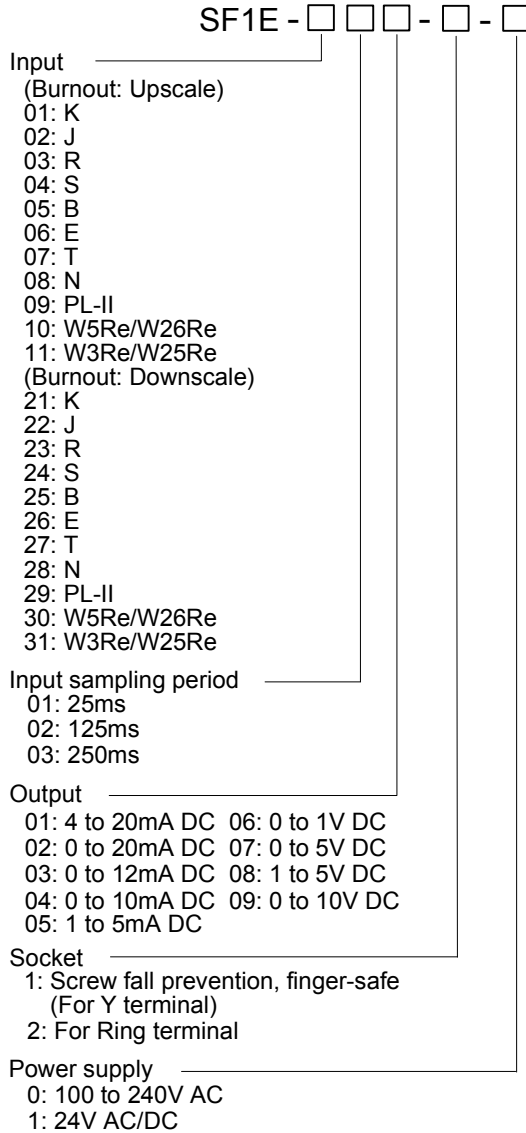 SF1E - □ □ □ - □ - □
Input
(Burnout: Upscale)
01: K
02: J
03: R
04: S
05: B
06: E
07: T
08: N
09: PL-II
10: W5Re/W26Re
11: W3Re/W25Re
(Burnout: Downscale)
21: K
22: J
23: R
24: S
25: B
26: E
27: T
28: N
29: PL-II
30: W5Re/W26Re
31: W3Re/W25Re
Input sampling period
01: 25ms
02: 125ms
03: 250ms
Output
01: 4 to 20mA DC 06: 0 to 1V DC
02: 0 to 20mA DC 07: 0 to 5V DC
03: 0 to 12mA DC 08: 1 to 5V DC
04: 0 to 10mA DC 09: 0 to 10V DC
05: 1 to 5mA DC
Socket
1: Screw fall prevention, finger-safe
(For Y terminal)
2: For Ring terminal
Power supply
0: 100 to 240V AC
1: 24V AC/DC